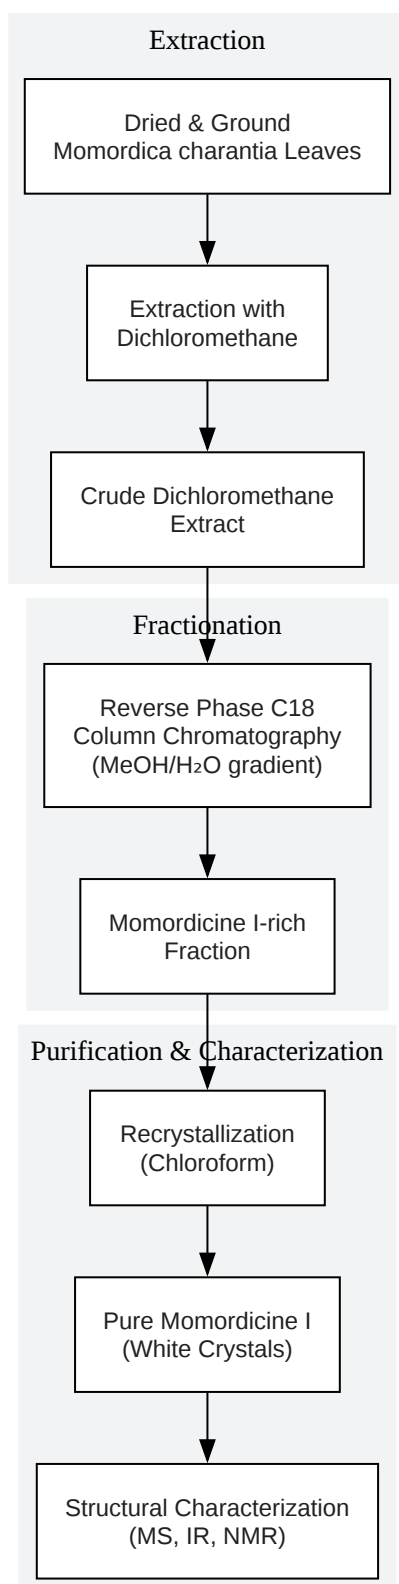 Extraction
Dried & Ground
Momordica charantia Leaves
Extraction with
Dichloromethane
Crude Dichloromethane
Extract
Fractionation
Reverse Phase C18
Column Chromatography
(MeOH/H₂O gradient)
Momordicine I-rich
Fraction
Purification & Characterization
Recrystallization
(Chloroform)
Pure Momordicine I
(White Crystals)
Structural Characterization
(MS, IR, NMR)